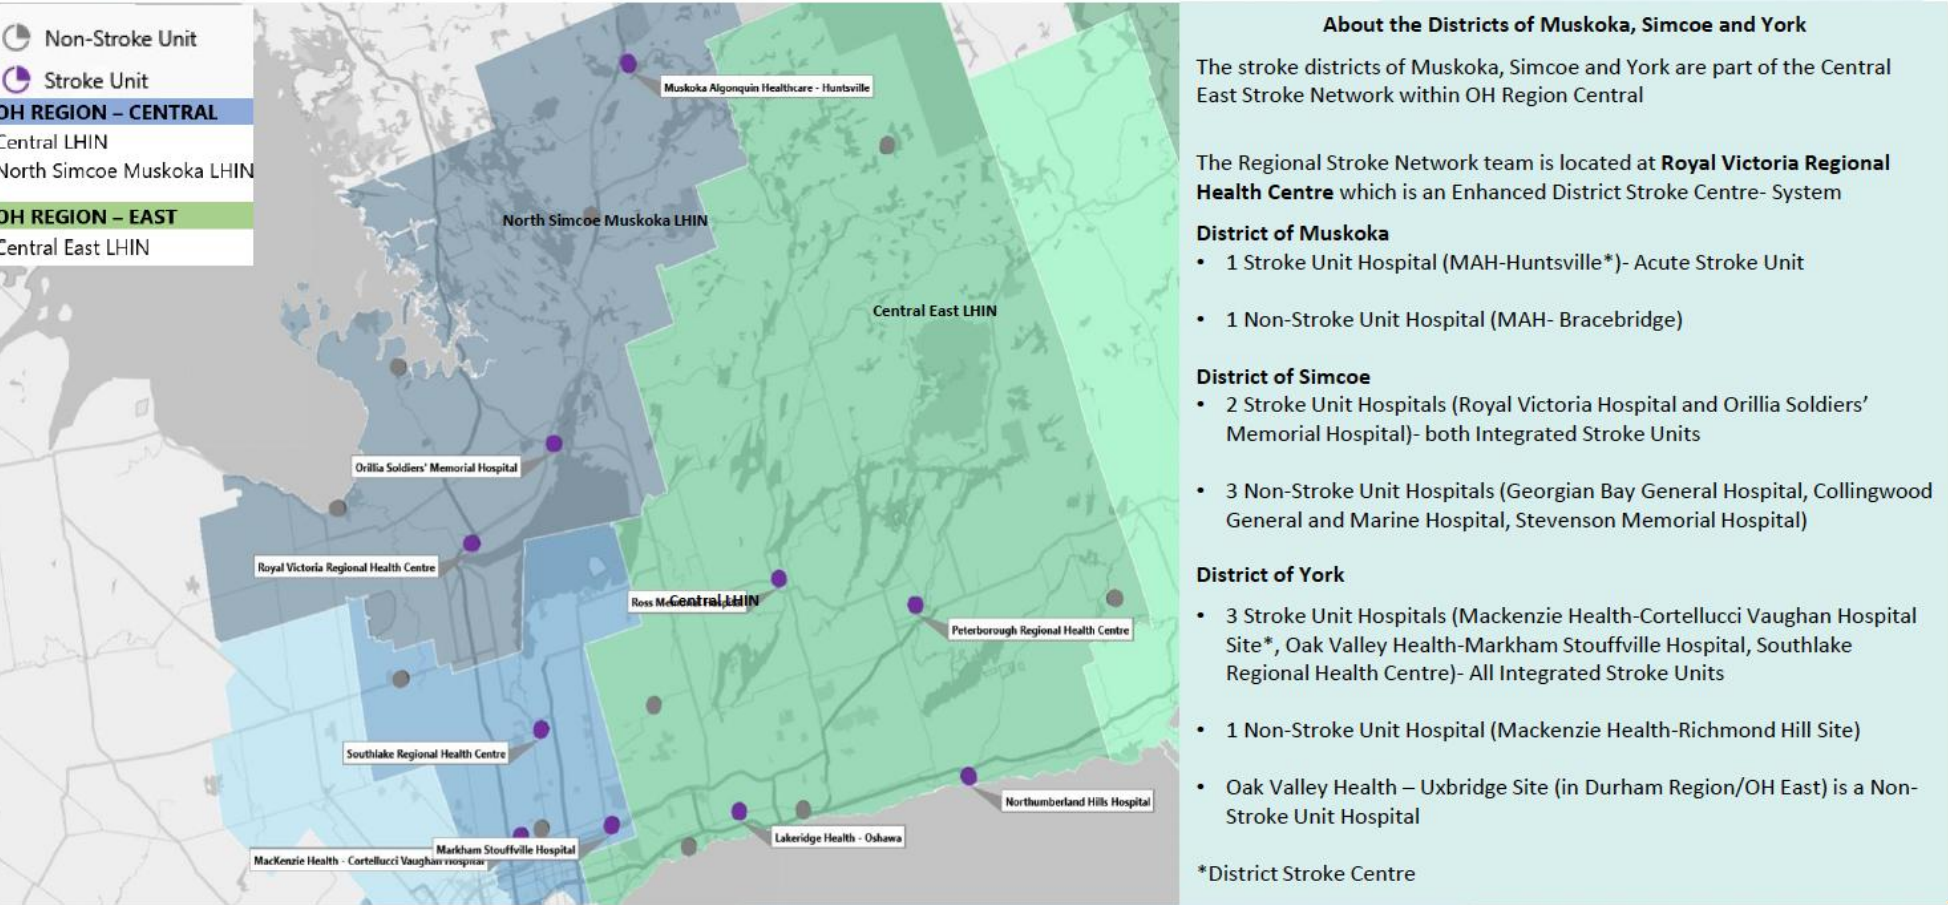 Non-Stroke Unit
Stroke Unit
OH REGION – CENTRAL
Central LHIN
North Simcoe Muskoka LHIN
OH REGION – EAST
Central East LHIN
Muskoka Algonquin Healthcare - Huntsville
North Simcoe Muskoka LHIN
Central East LHIN
Orillia Soldiers' Memorial Hospital
Royal Victoria Regional Health Centre
Ross Memorial Hospital
Central LHIN
Peterborough Regional Health Centre
Southlake Regional Health Centre
Northumberland Hills Hospital
Lakeridge Health - Oshawa
Markham Stouffville Hospital
MacKenzie Health - Cortellucci Vaughan Hospital
About the Districts of Muskoka, Simcoe and York
The stroke districts of Muskoka, Simcoe and York are part of the Central
East Stroke Network within OH Region Central
The Regional Stroke Network team is located at Royal Victoria Regional
Health Centre which is an Enhanced District Stroke Centre- System
District of Muskoka
• 1 Stroke Unit Hospital (MAH-Huntsville*)- Acute Stroke Unit
• 1 Non-Stroke Unit Hospital (MAH- Bracebridge)
District of Simcoe
• 2 Stroke Unit Hospitals (Royal Victoria Hospital and Orillia Soldiers’
Memorial Hospital)- both Integrated Stroke Units
• 3 Non-Stroke Unit Hospitals (Georgian Bay General Hospital, Collingwood
General and Marine Hospital, Stevenson Memorial Hospital)
District of York
• 3 Stroke Unit Hospitals (Mackenzie Health-Cortellucci Vaughan Hospital
Site*, Oak Valley Health-Markham Stouffville Hospital, Southlake
Regional Health Centre)- All Integrated Stroke Units
• 1 Non-Stroke Unit Hospital (Mackenzie Health-Richmond Hill Site)
• Oak Valley Health – Uxbridge Site (in Durham Region/OH East) is a Non-
Stroke Unit Hospital
*District Stroke Centre